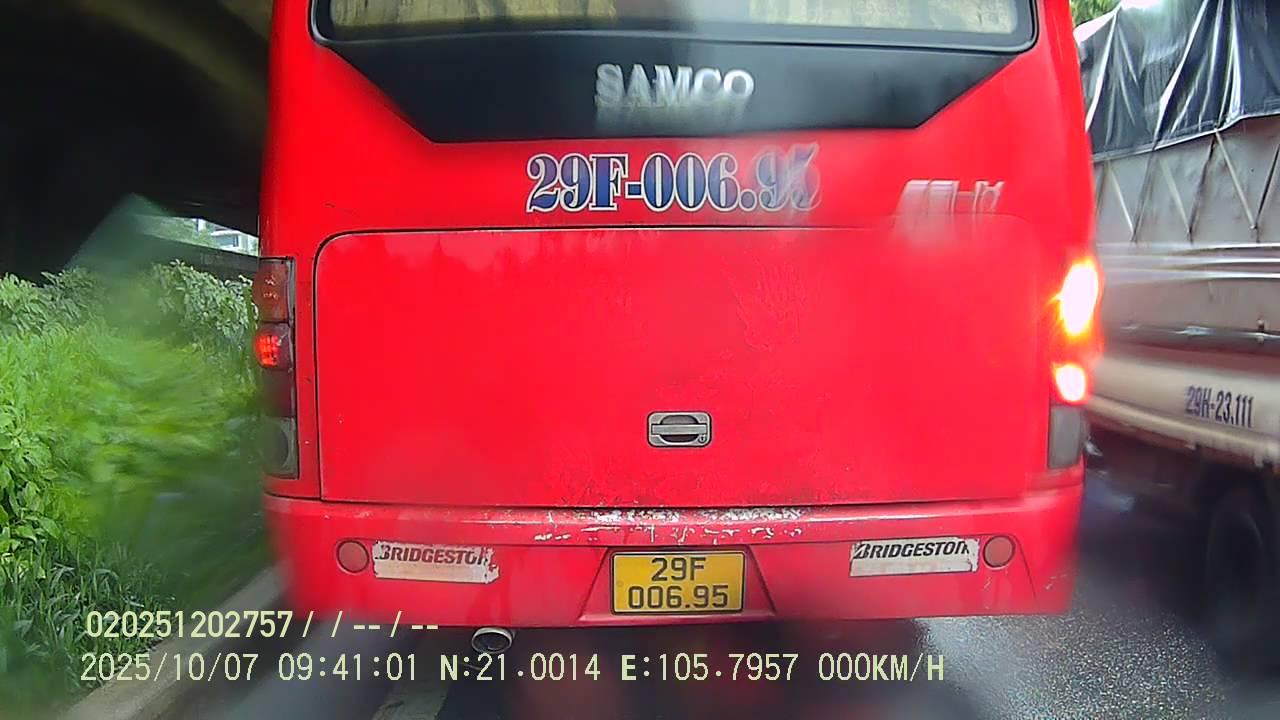 SAMCO
29F-006.95
29H-23.111
BRIDGESTON
BRIDGESTON
29F
006.95
020251202757/ / -- / --
2025/10/07 09:41:01 N:21.0014 E:105.7957 000KM/H